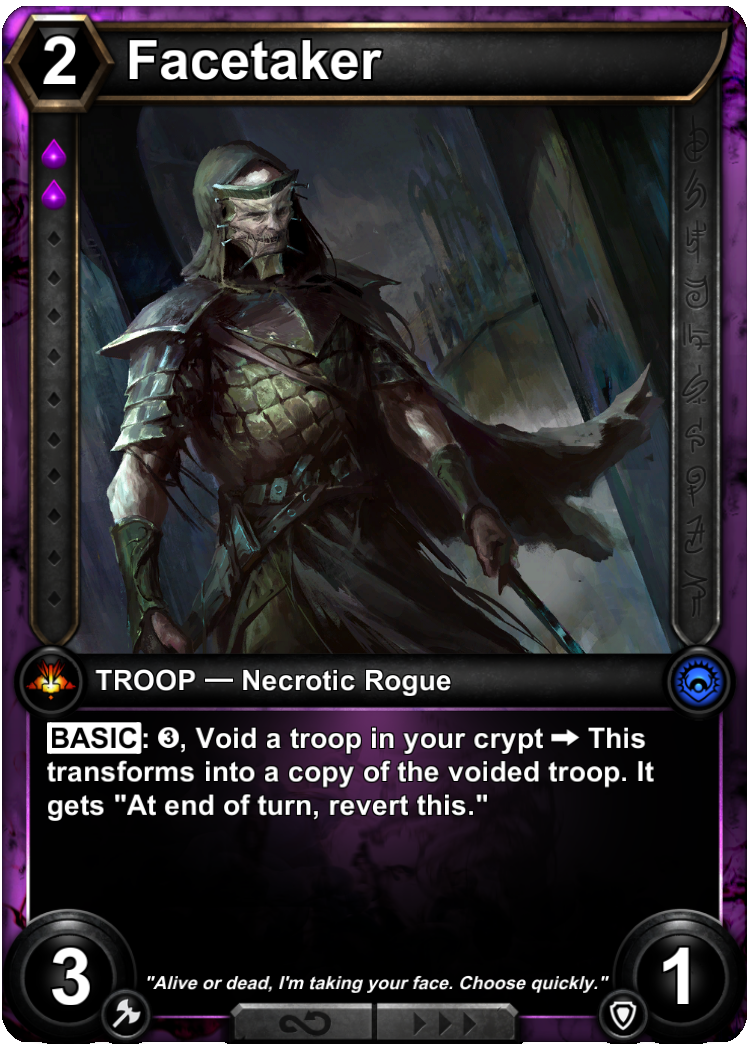 2 Facetaker
TROOP — Necrotic Rogue
BASIC: ❸, Void a troop in your crypt ➡ This
transforms into a copy of the voided troop. It
gets "At end of turn, revert this."
"Alive or dead, I'm taking your face. Choose quickly."
3
1